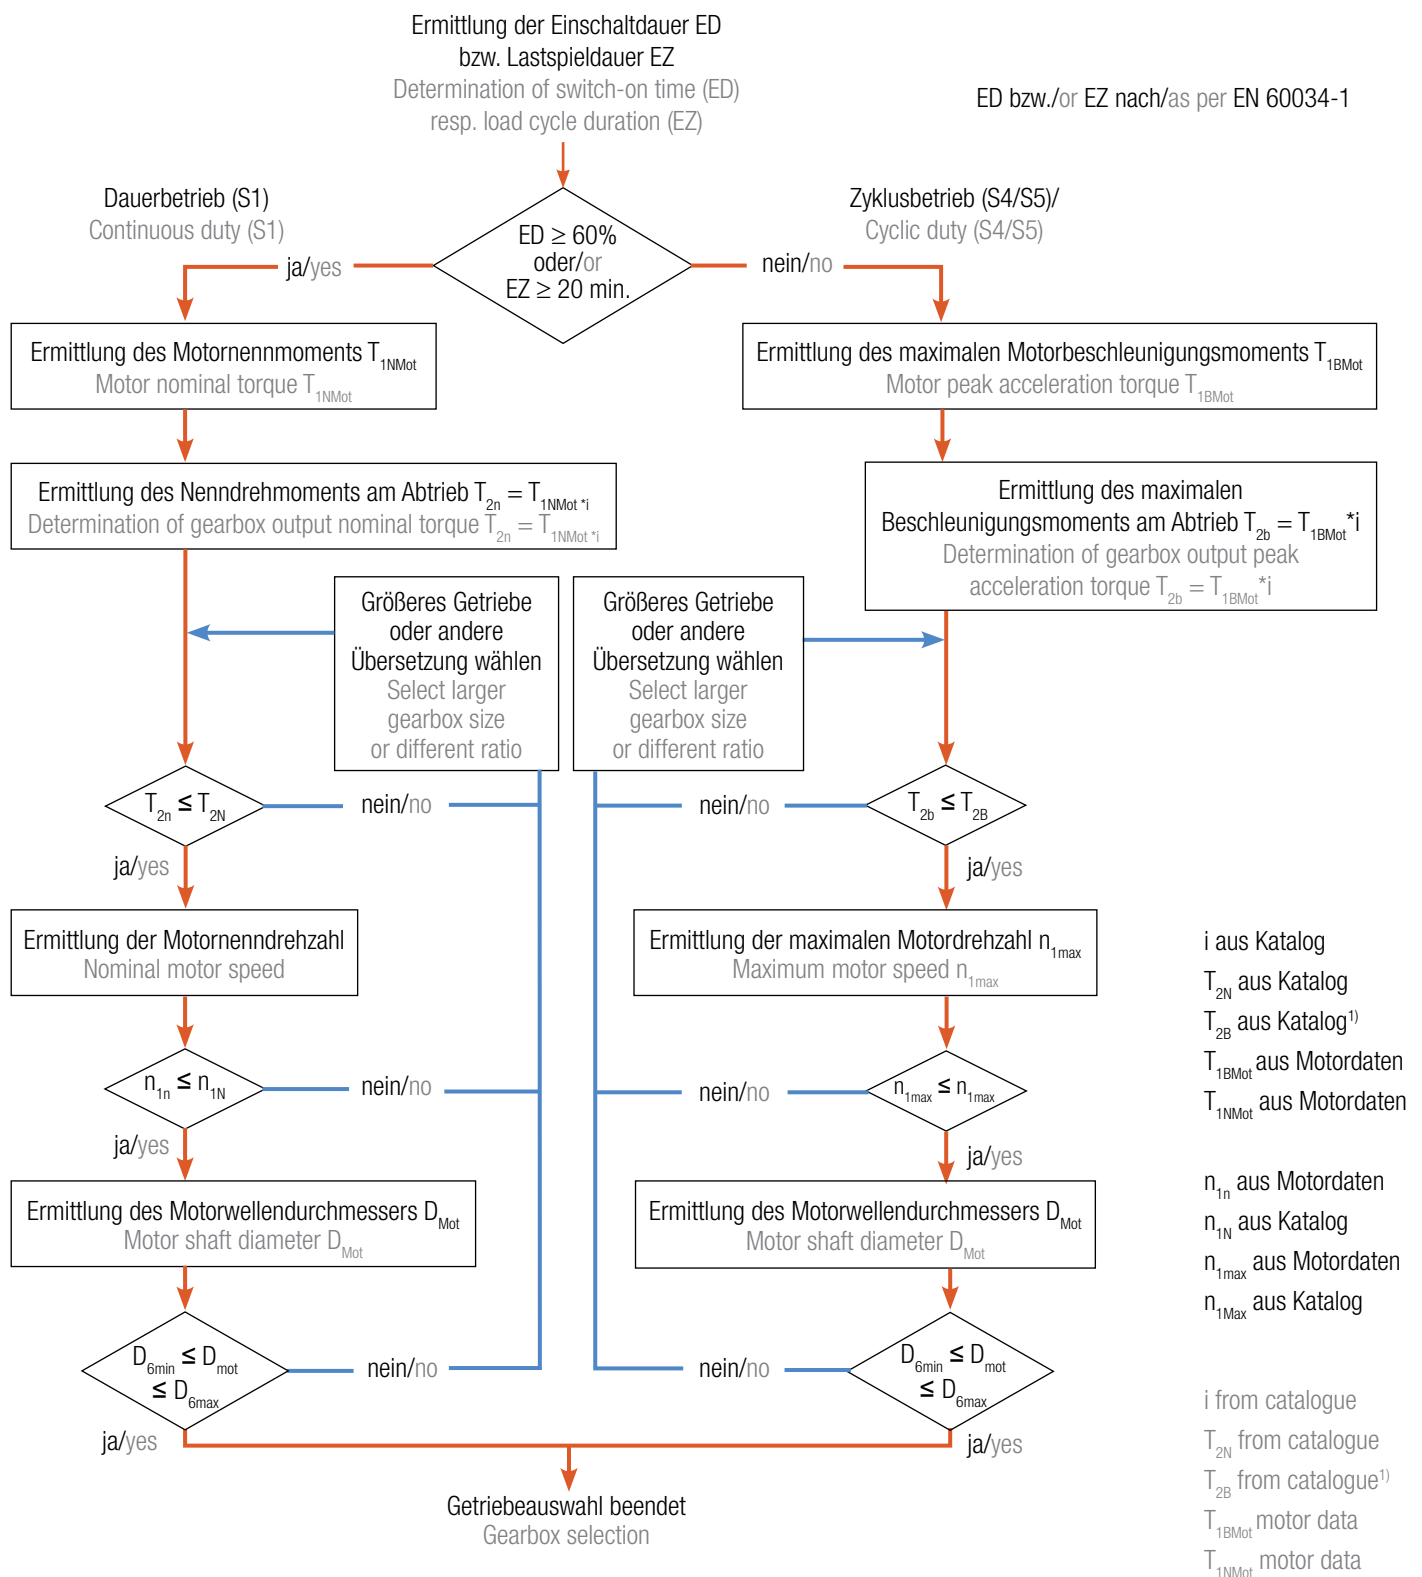 Ermittlung der Einschaltdauer ED
bzw. Lastspieldauer EZ
Determination of switch-on time (ED)
resp. load cycle duration (EZ)
ED bzw./or EZ nach/as per EN 60034-1
Dauerbetrieb (S1)
Continuous duty (S1)
Zyklusbetrieb (S4/S5)/
Cyclic duty (S4/S5)
ED ≥ 60%
oder/or
EZ ≥ 20 min.
ja/yes
nein/no
Ermittlung des Motornennmoments T1NMot
Motor nominal torque T1NMot
Ermittlung des maximalen Motorbeschleunigungsmoments T1BMot
Motor peak acceleration torque T1BMot
Ermittlung des Nenndrehmoments am Abtrieb T2n = T1NMot *i
Determination of gearbox output nominal torque T2n = T1NMot *i
Ermittlung des maximalen
Beschleunigungsmoments am Abtrieb T2b = T1BMot*i
Determination of gearbox output peak
acceleration torque T2b = T1BMot*i
Größeres Getriebe
oder andere
Übersetzung wählen
Select larger
gearbox size
or different ratio
Größeres Getriebe
oder andere
Übersetzung wählen
Select larger
gearbox size
or different ratio
T2n ≤ T2N
nein/no
nein/no
T2b ≤ T2B
ja/yes
ja/yes
Ermittlung der Motornenndrehzahl
Nominal motor speed
Ermittlung der maximalen Motordrehzahl n1max
Maximum motor speed n1max
n1n ≤ n1N
nein/no
nein/no
n1max ≤ n1max
ja/yes
ja/yes
Ermittlung des Motorwellendurchmessers DMot
Motor shaft diameter DMot
Ermittlung des Motorwellendurchmessers DMot
Motor shaft diameter DMot
D6min ≤ Dmot
≤ D6max
nein/no
nein/no
D6min ≤ Dmot
≤ D6max
ja/yes
ja/yes
Getriebeauswahl beendet
Gearbox selection
i aus Katalog
T2N aus Katalog
T2B aus Katalog1)
T1BMot aus Motordaten
T1NMot aus Motordaten
n1n aus Motordaten
n1N aus Katalog
n1max aus Motordaten
n1Max aus Katalog
i from catalogue
T2N from catalogue
T2B from catalogue1)
T1BMot motor data
T1NMot motor data